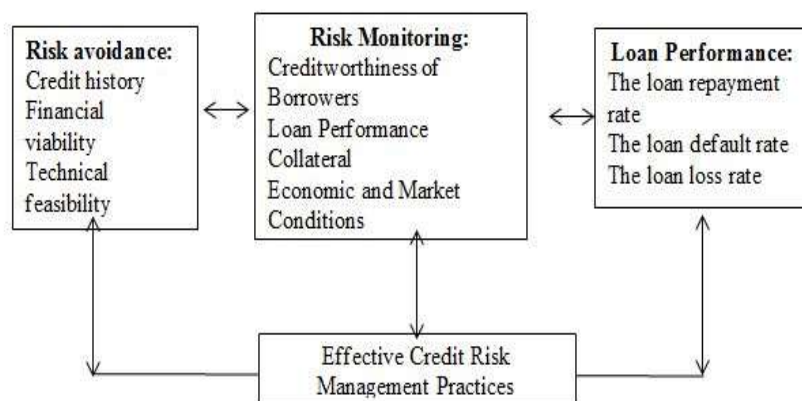 Risk avoidance:
Credit history
Financial
viability
Technical
feasibility
Risk Monitoring:
Creditworthiness of
Borrowers
Loan Performance
Collateral
Economic and Market
Conditions
Loan Performance:
The loan repayment
rate
The loan default rate
The loan loss rate
Effective Credit Risk
Management Practices